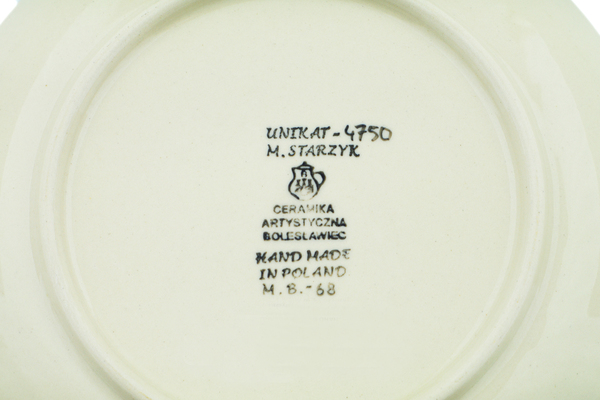 UNIKAT - 4750
M. STARZYK
CERAMIKA
ARTYSTYCZNA
BOLESŁAWIEC
HAND MADE
IN POLAND
M. B. - 68